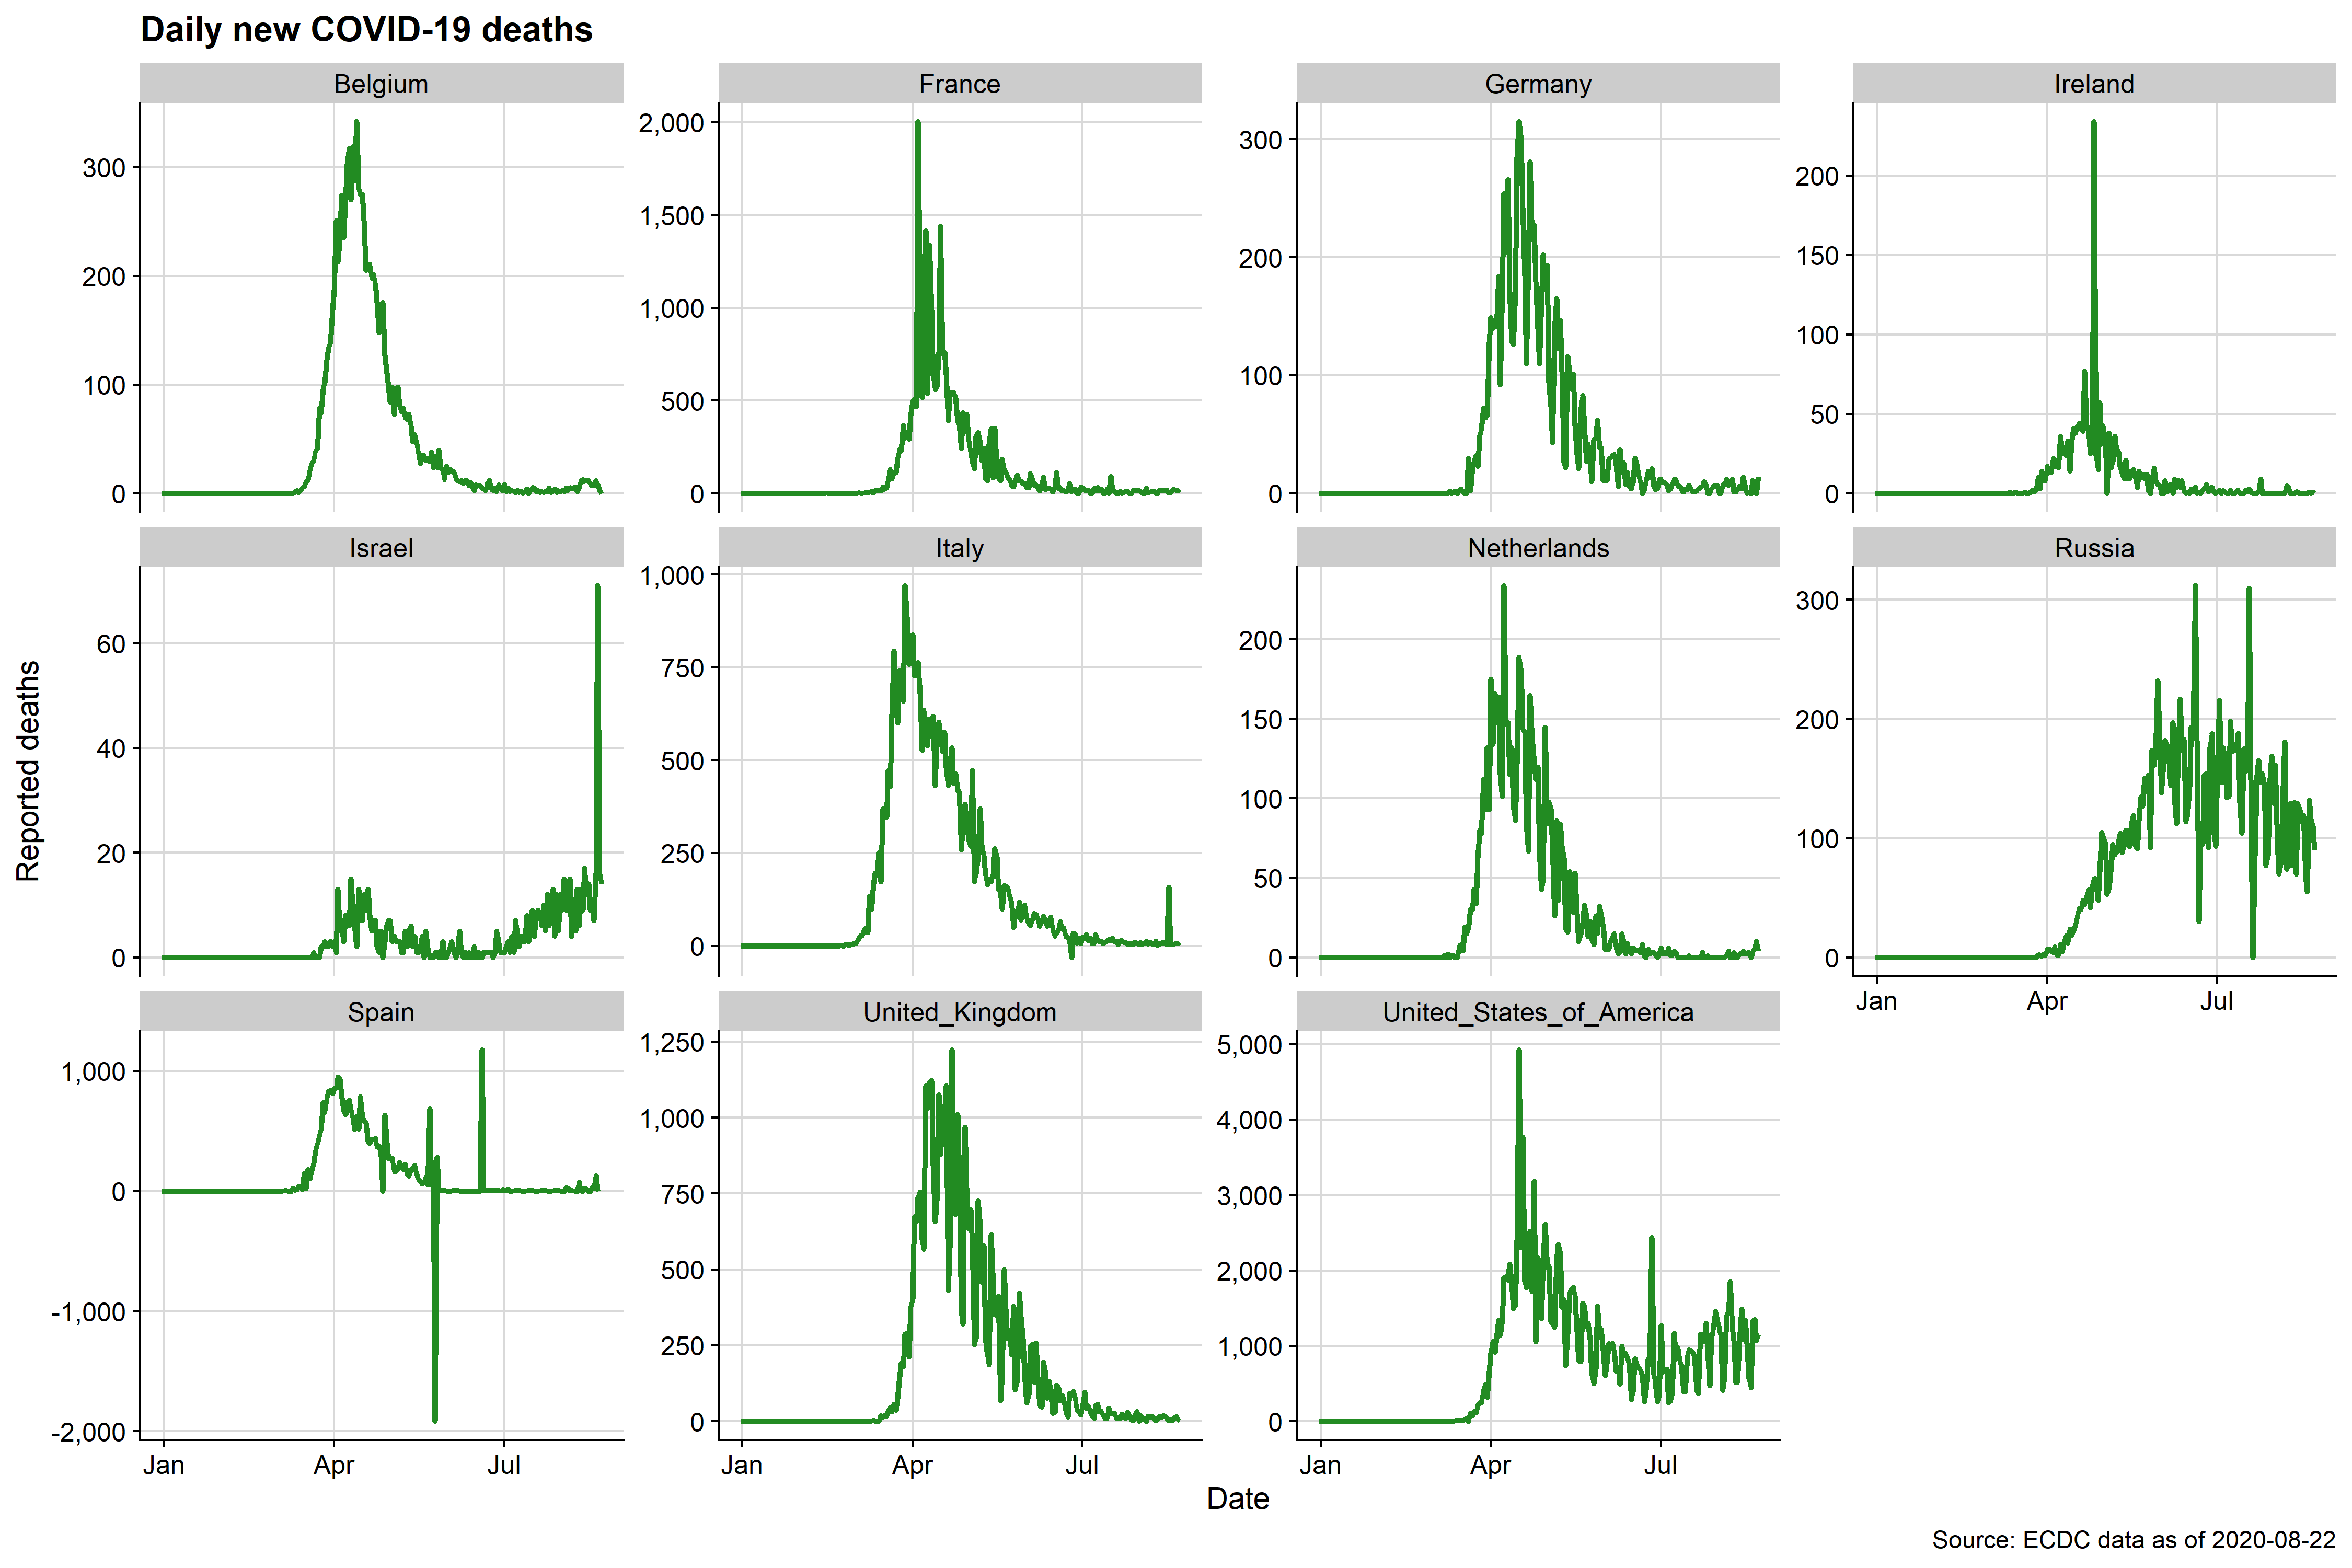 Daily new COVID-19 deaths
Belgium
France
Germany
Ireland
300
200
100
0
2,000
1,500
1,000
500
0
300
200
100
0
200
150
100
50
0
Israel
Italy
Netherlands
Russia
60
40
20
0
1,000
750
500
250
0
200
150
100
50
0
300
200
100
0
Jan Apr Jul
Spain
United_Kingdom
United_States_of_America
1,000
0
-1,000
-2,000
1,250
1,000
750
500
250
0
5,000
4,000
3,000
2,000
1,000
0
Jan Apr Jul
Jan Apr Jul
Jan Apr Jul
Reported deaths
Date
Source: ECDC data as of 2020-08-22